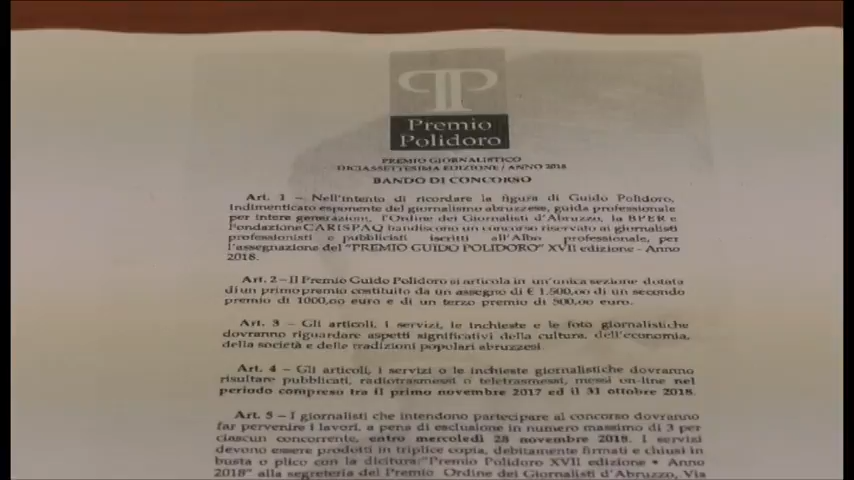 Premio
Polidoro
PREMIO GIORNALISTICO
DICIASSETTESIMA EDIZIONE / ANNO 2018
BANDO DI CONCORSO
Art. 1 – Nell'intento di ricordare la figura di Guido Polidoro,
indimenticato esponente del giornalismo abruzzese, guida professionale
per intere generazioni, l'Ordine dei Giornalisti d'Abruzzo, la BPER e
Fondazione CARISPAQ bandiscono un concorso riservato ai giornalisti
professionisti e pubblicisti iscritti all'Albo professionale, per
l'assegnazione del "PREMIO GUIDO POLIDORO" XVII edizione - Anno
2018.
Art. 2 – Il Premio Guido Polidoro si articola in un'unica sezione dotata
di un primo premio costituito da un assegno di € 1.500,00 di un secondo
premio di 1000,00 euro e di un terzo premio di 500,00 euro.
Art. 3 – Gli articoli, i servizi, le inchieste e le foto giornalistiche
dovranno riguardare aspetti significativi della cultura, dell'economia,
della società e delle tradizioni popolari abruzzesi.
Art. 4 – Gli articoli, i servizi o le inchieste giornalistiche dovranno
risultare pubblicati, radiotrasmessi o teletrasmessi, messi on-line nel
periodo compreso tra il primo novembre 2017 ed il 31 ottobre 2018.
Art. 5 – I giornalisti che intendono partecipare al concorso dovranno
far pervenire i lavori, a pena di esclusione in numero massimo di 3 per
ciascun concorrente, entro mercoledì 28 novembre 2018. I servizi
devono essere prodotti in triplice copia, debitamente firmati e chiusi in
busta o plico con la dicitura:"Premio Polidoro XVII edizione • Anno
2018" alla segreteria del Premio Ordine dei Giornalisti d'Abruzzo, Via